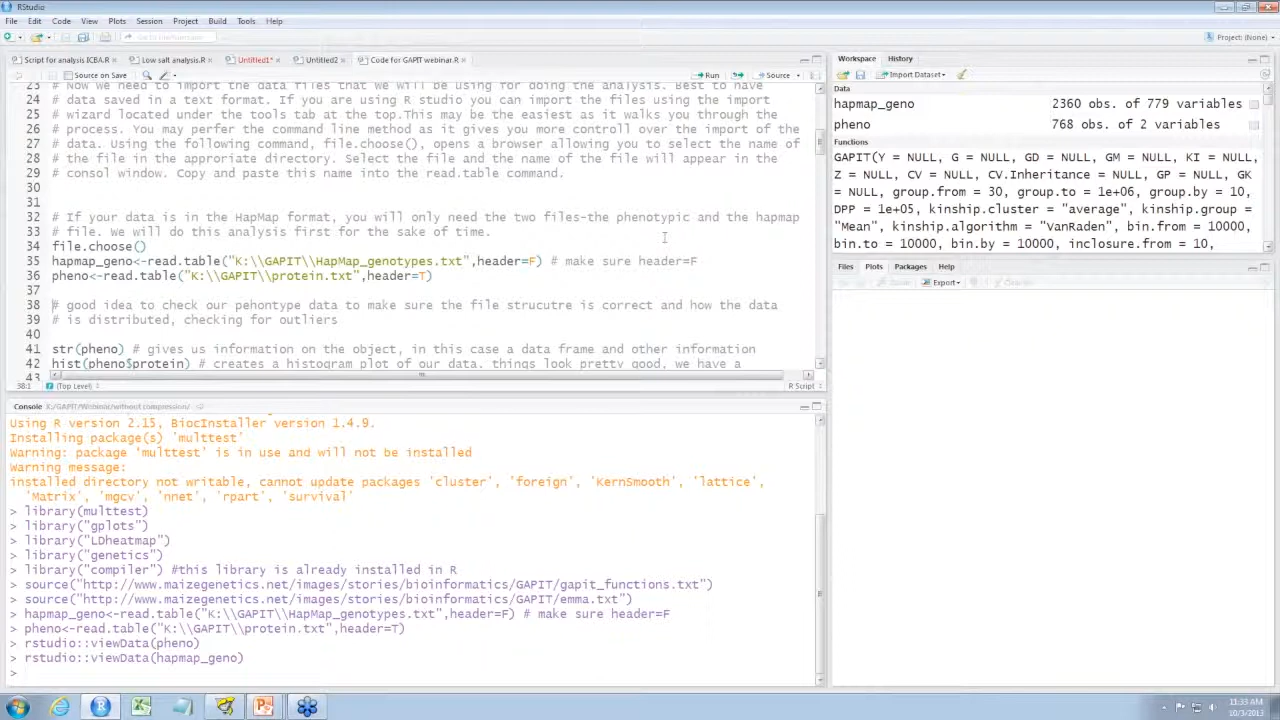 RStudio
File Edit Code View Plots Session Project Build Tools Help
Project: (None)
Script for analysis ICBA.R Low salt analysis.R Untitled1* Untitled2 Code for GAPIT webinar.R
Source on Save Run Source
23 # Now we need to import the data files that we will be using for doing the analysis. Best to have
24 # data saved in a text format. If you are using R studio you can import the files using the import
25 # wizard located under the tools tab at the top.This may be the easiest as it walks you through the
26 # process. You may perfer the command line method as it gives you more controll over the import of the
27 # data. Using the following command, file.choose(), opens a browser allowing you to select the name of
28 # the file in the approriate directory. Select the file and the name of the file will appear in the
29 # consol window. Copy and paste this name into the read.table command.
30
31
32 # If your data is in the HapMap format, you will only need the two files-the phenotypic and the hapmap
33 # file. We will do this analysis first for the sake of time.
34 file.choose()
35 hapmap_geno<-read.table("K:\\GAPIT\\HapMap_genotypes.txt",header=F) # make sure header=F
36 pheno<-read.table("K:\\GAPIT\\protein.txt",header=T)
37
38 # good idea to check our pehontype data to make sure the file strucutre is correct and how the data
39 # is distributed, checking for outliers
40
41 str(pheno) # gives us information on the object, in this case a data frame and other information
42 hist(pheno$protein) # creates a histogram plot of our data. things look pretty good, we have a
43
38:1 (Top Level) R Script
Console K:/GAPIT/Webinar/without compression/
Using R version 2.15, BiocInstaller version 1.4.9.
Installing package(s) 'multtest'
Warning: package 'multtest' is in use and will not be installed
Warning message:
installed directory not writable, cannot update packages 'cluster', 'foreign', 'KernSmooth', 'lattice',
'Matrix', 'mgcv', 'nnet', 'rpart', 'survival'
> library(multtest)
> library("gplots")
> library("LDheatmap")
> library("genetics")
> library("compiler") #this library is already installed in R
> source("http://www.maizegenetics.net/images/stories/bioinformatics/GAPIT/gapit_functions.txt")
> source("http://www.maizegenetics.net/images/stories/bioinformatics/GAPIT/emma.txt")
> hapmap_geno<-read.table("K:\\GAPIT\\HapMap_genotypes.txt",header=F) # make sure header=F
> pheno<-read.table("K:\\GAPIT\\protein.txt",header=T)
> rstudio::viewData(pheno)
> rstudio::viewData(hapmap_geno)
>
Workspace History
Import Dataset
Data
hapmap_geno 2360 obs. of 779 variables
pheno 768 obs. of 2 variables
Functions
GAPIT(Y = NULL, G = NULL, GD = NULL, GM = NULL, KI = NULL,
Z = NULL, CV = NULL, CV.Inheritance = NULL, GP = NULL, GK
= NULL, group.from = 30, group.to = 1e+06, group.by = 10,
DPP = 1e+05, kinship.cluster = "average", kinship.group =
"Mean", kinship.algorithm = "VanRaden", bin.from = 10000,
bin.to = 10000, bin.by = 10000, inclosure.from = 10,
Files Plots Packages Help
Export
11:33 AM
10/3/2013